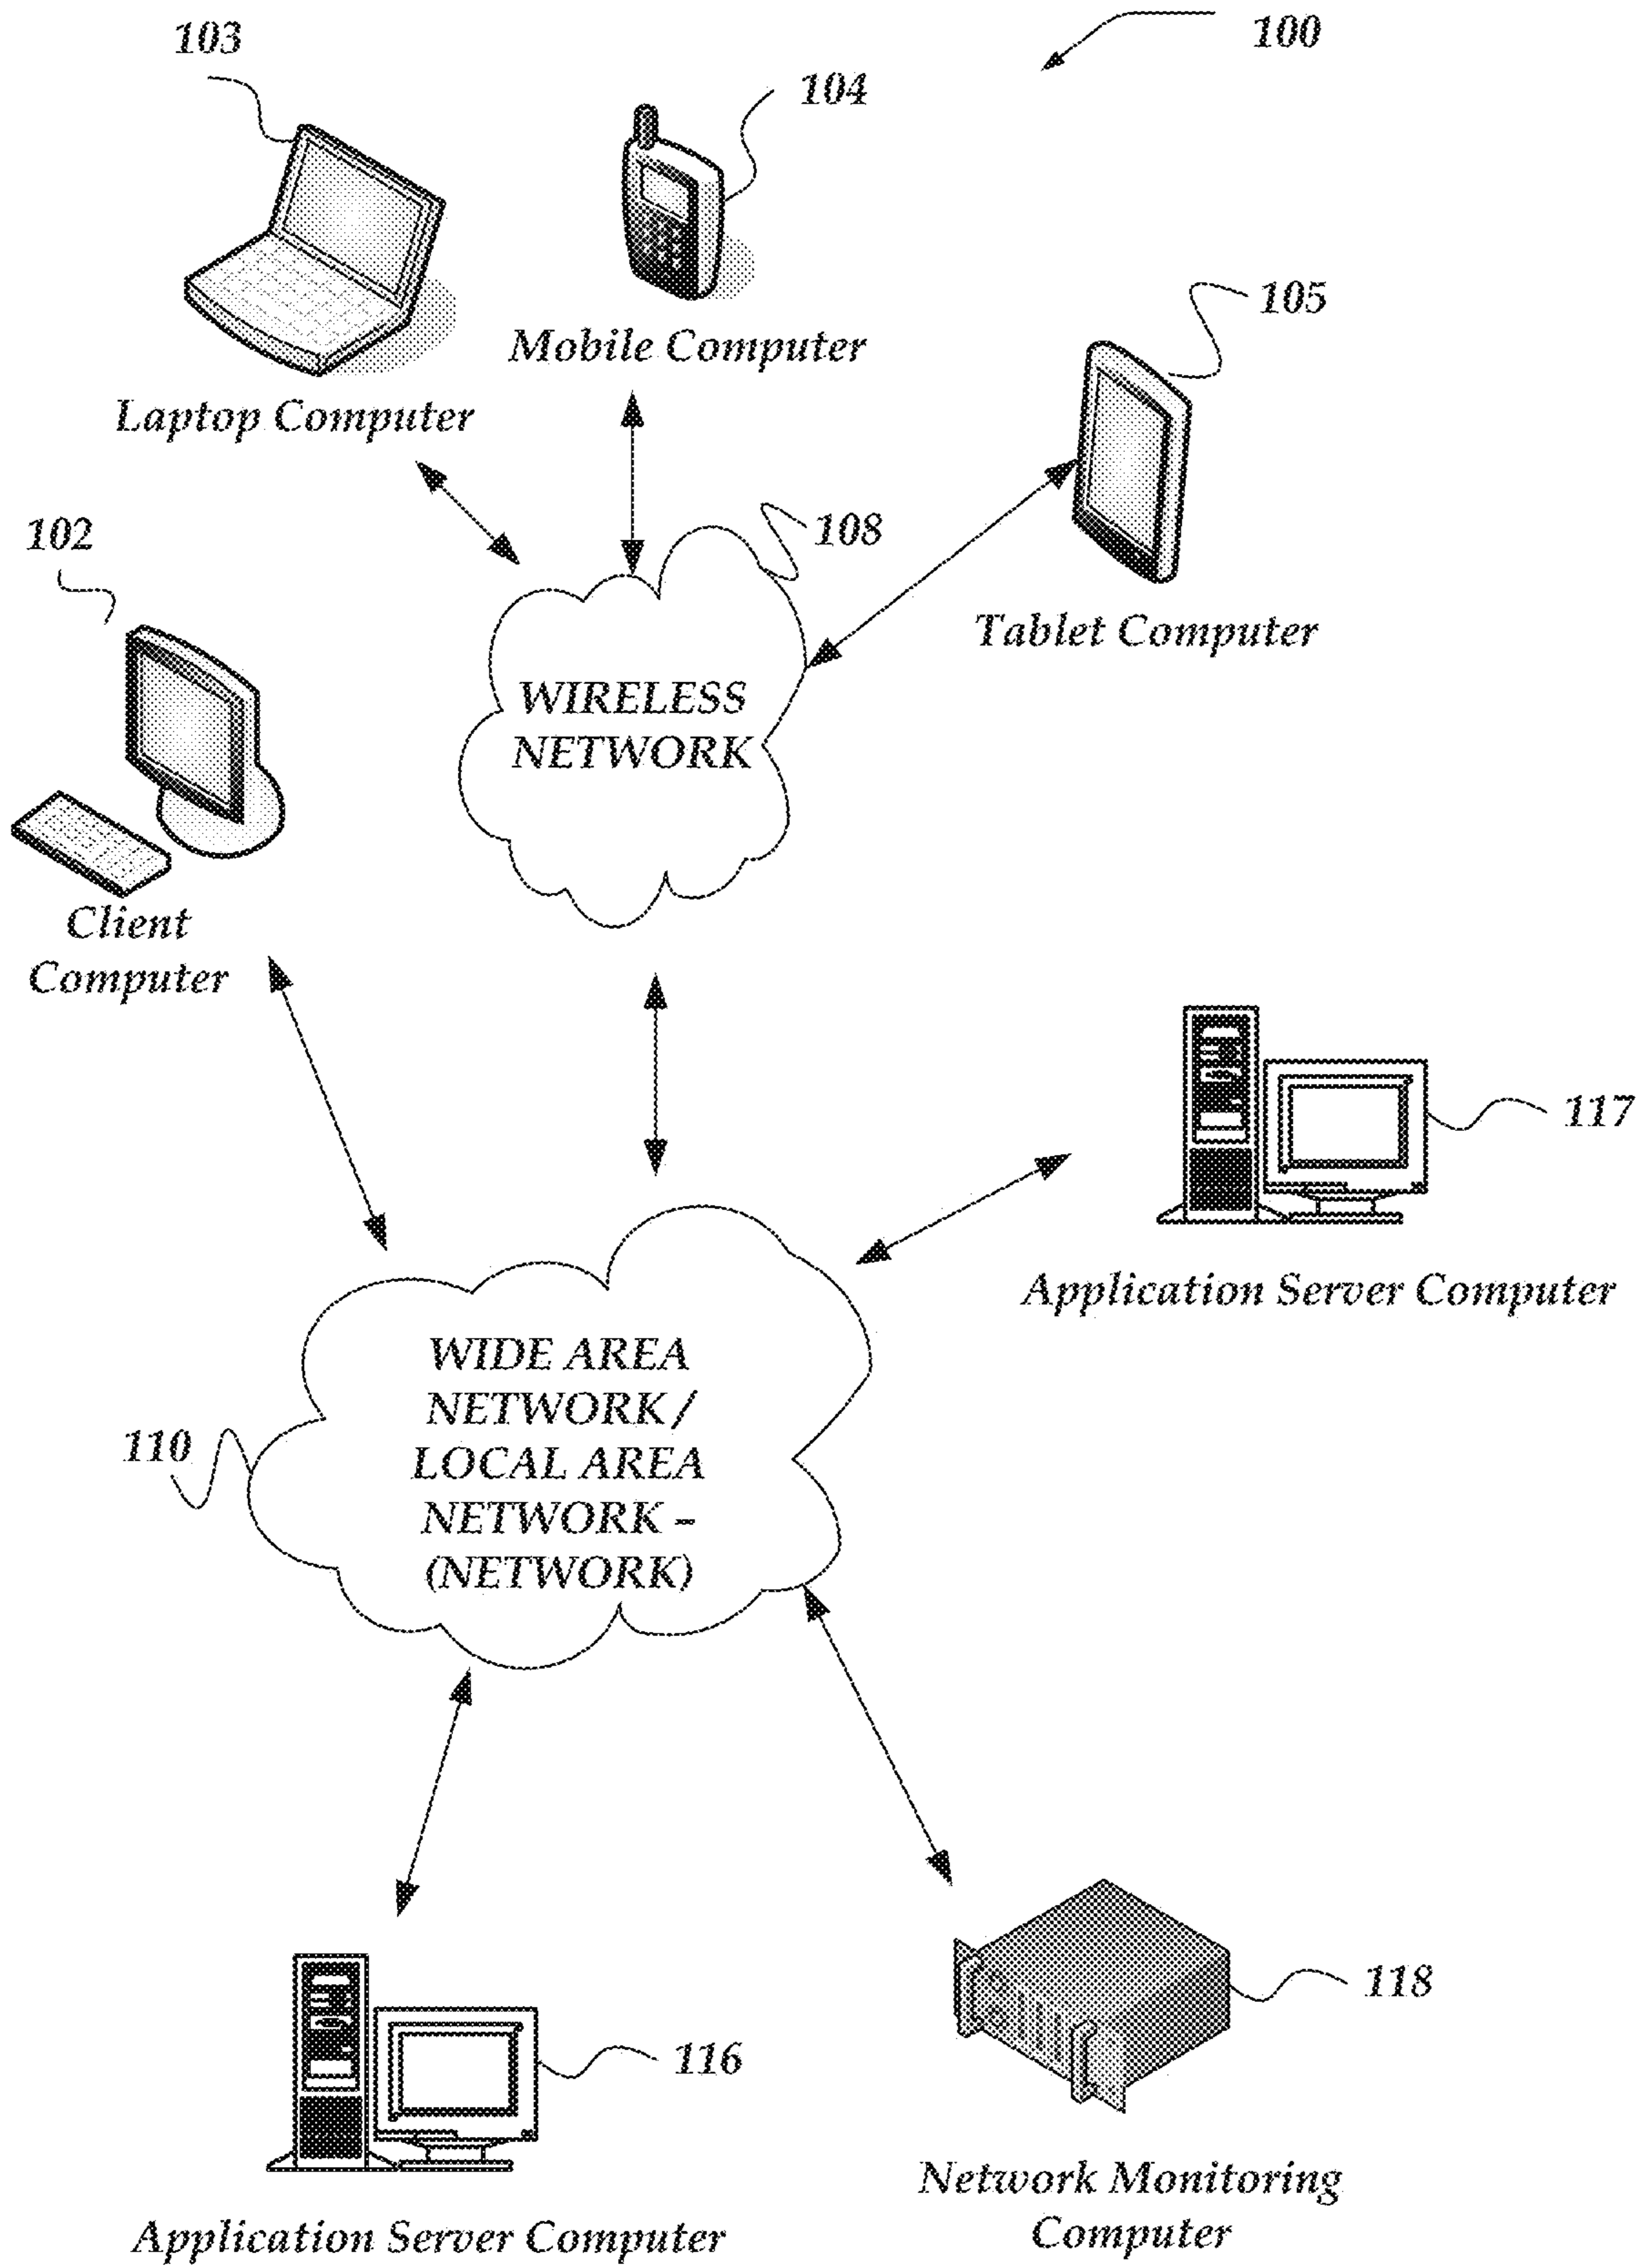 103
100
104
Mobile Computer
105
Laptop Computer
102
108
Tablet Computer
WIRELESS
NETWORK
Client
Computer
117
Application Server Computer
WIDE AREA
NETWORK /
LOCAL AREA
NETWORK –
(NETWORK)
110
118
116
Network Monitoring
Computer
Application Server Computer